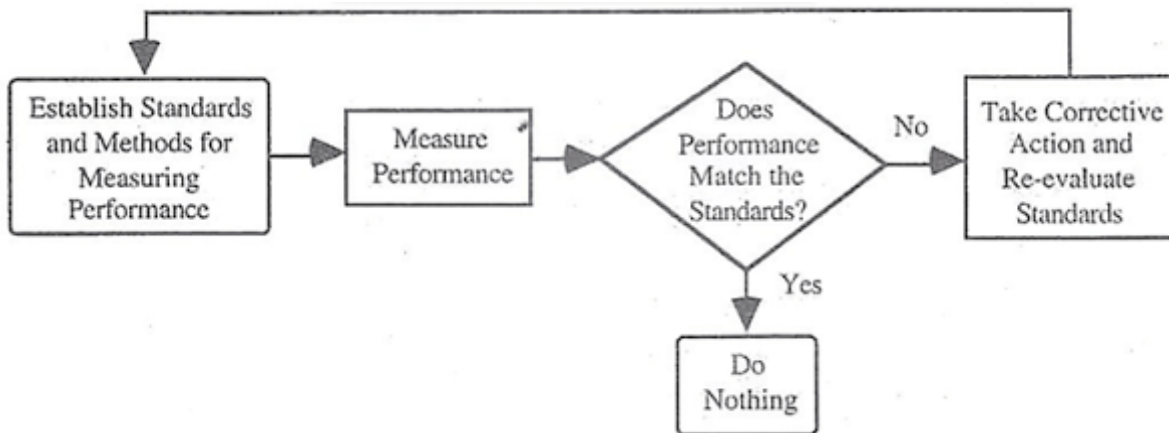 Establish Standards
and Methods for
Measuring
Performance
Measure
Performance
Does
Performance
Match the
Standards?
No
Take Corrective
Action and
Re-evaluate
Standards
Yes
Do
Nothing